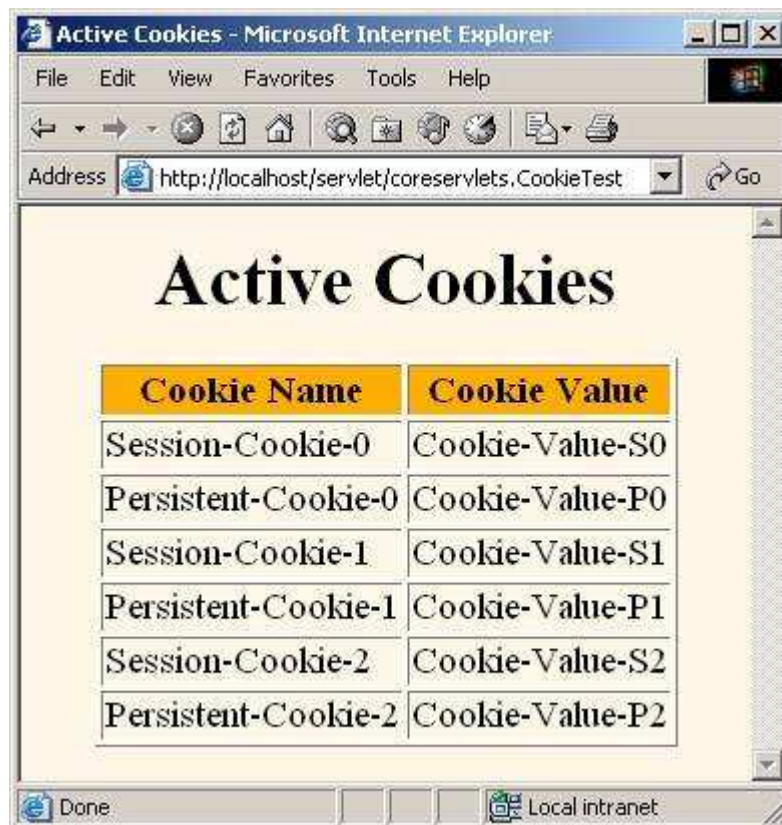 Active Cookies - Microsoft Internet Explorer
File Edit View Favorites Tools Help
Address http://localhost/servlet/coreservlets.CookieTest Go
Active Cookies
Cookie Name Cookie Value
Session-Cookie-0 Cookie-Value-S0
Persistent-Cookie-0 Cookie-Value-P0
Session-Cookie-1 Cookie-Value-S1
Persistent-Cookie-1 Cookie-Value-P1
Session-Cookie-2 Cookie-Value-S2
Persistent-Cookie-2 Cookie-Value-P2
Done Local intranet